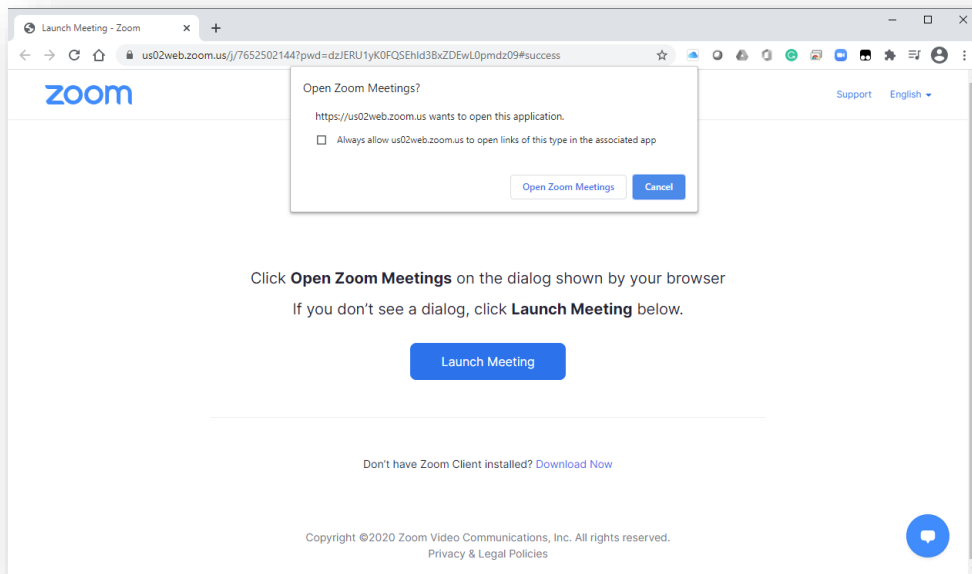 Launch Meeting - Zoom
us02web.zoom.us/j/7652502144?pwd=dzJERU1yK0FQSEhId3BxZDEwL0pmdz09#success
zoom
Support English
Open Zoom Meetings?
https://us02web.zoom.us wants to open this application.
Always allow us02web.zoom.us to open links of this type in the associated app
Open Zoom Meetings Cancel
Click Open Zoom Meetings on the dialog shown by your browser
If you don’t see a dialog, click Launch Meeting below.
Launch Meeting
Don’t have Zoom Client installed? Download Now
Copyright ©2020 Zoom Video Communications, Inc. All rights reserved.
Privacy & Legal Policies